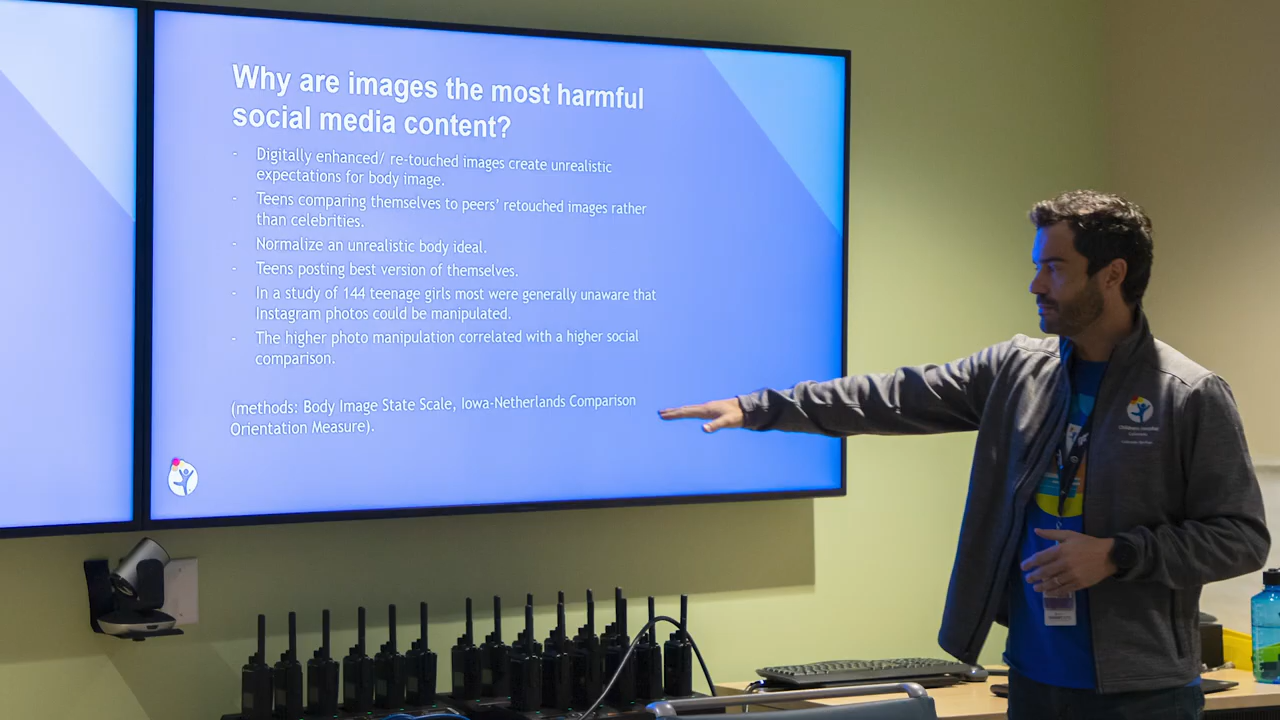 Why are images the most harmful
social media content?
- Digitally enhanced/ re-touched images create unrealistic
expectations for body image.
- Teens comparing themselves to peers’ retouched images rather
than celebrities.
- Normalize an unrealistic body ideal.
- Teens posting best version of themselves.
- In a study of 144 teenage girls most were generally unaware that
Instagram photos could be manipulated.
- The higher photo manipulation correlated with a higher social
comparison.
(methods: Body Image State Scale, Iowa-Netherlands Comparison
Orientation Measure).
Children's Hospital
Colorado